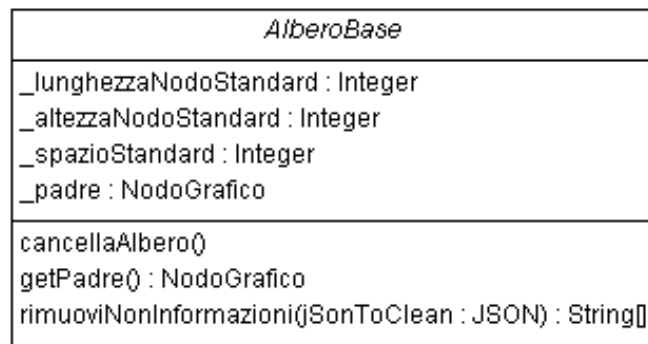 AlberoBase
_lunghezzaNodoStandard : Integer
_altezzaNodoStandard : Integer
_spazioStandard : Integer
_padre : NodoGrafico
cancellaAlbero()
getPadre() : NodoGrafico
rimuoviNonInformazioni(jSonToClean : JSON) : String[]